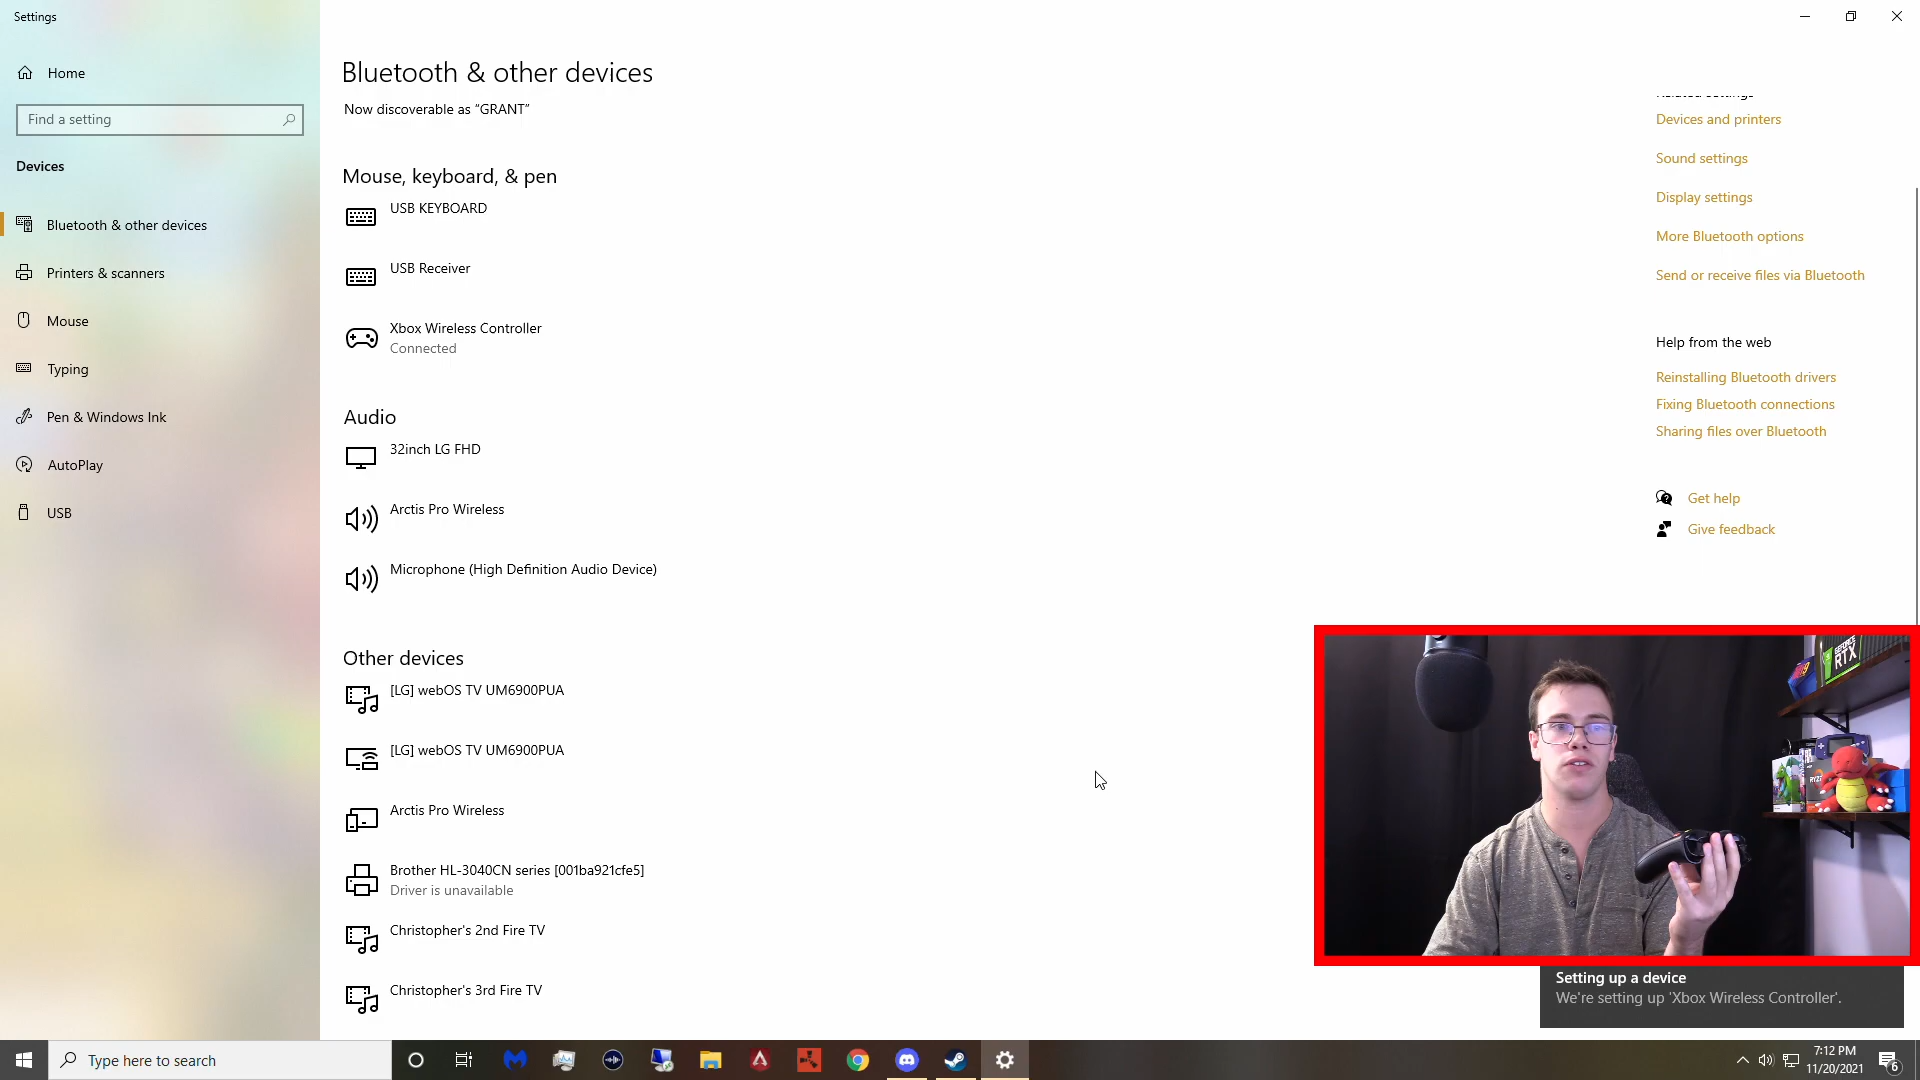 Settings
Home
Find a setting
Devices
Bluetooth & other devices
Printers & scanners
Mouse
Typing
Pen & Windows Ink
AutoPlay
USB
Bluetooth & other devices
Now discoverable as “GRANT”
Mouse, keyboard, & pen
USB KEYBOARD
USB Receiver
Xbox Wireless Controller
Connected
Audio
32inch LG FHD
Arctis Pro Wireless
Microphone (High Definition Audio Device)
Other devices
[LG] webOS TV UM6900PUA
[LG] webOS TV UM6900PUA
Arctis Pro Wireless
Brother HL-3040CN series [001ba921cfe5]
Driver is unavailable
Christopher's 2nd Fire TV
Christopher's 3rd Fire TV
Related settings
Devices and printers
Sound settings
Display settings
More Bluetooth options
Send or receive files via Bluetooth
Help from the web
Reinstalling Bluetooth drivers
Fixing Bluetooth connections
Sharing files over Bluetooth
Get help
Give feedback
GEFORCE
RTX
Setting up a device
We're setting up 'Xbox Wireless Controller'.
Type here to search
7:12 PM
11/20/2021
6